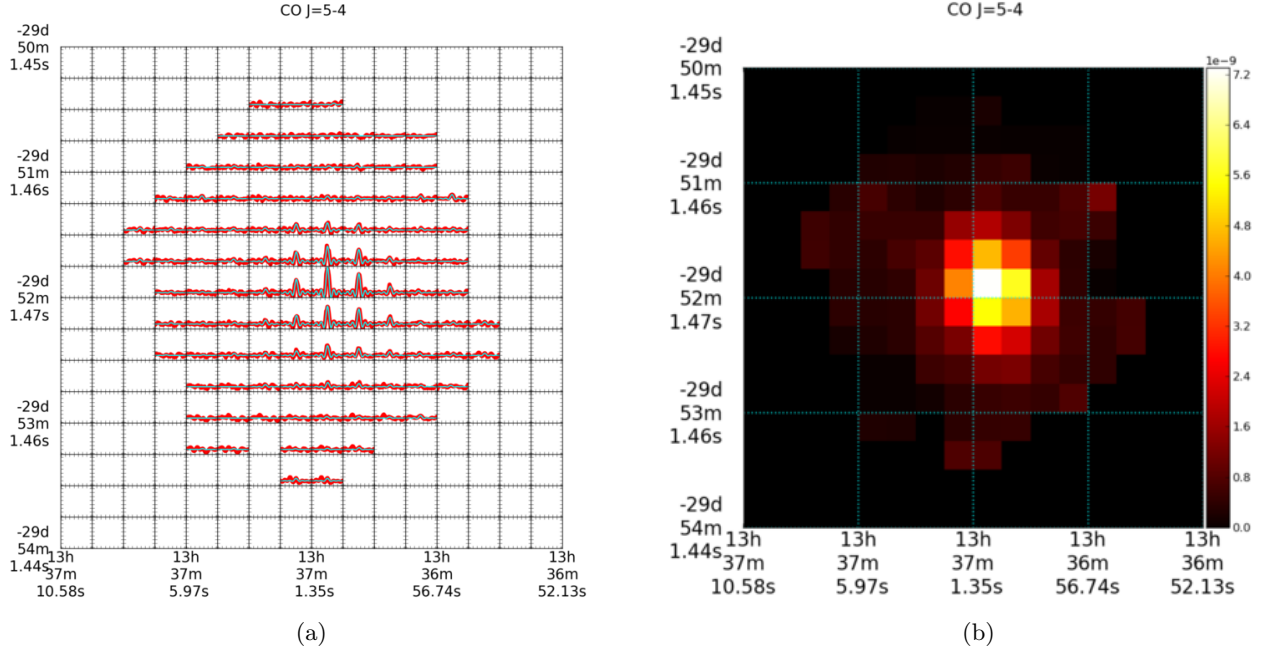 CO J=5-4
-29d
50m
1.45s
-29d
51m
1.46s
-29d
52m
1.47s
-29d
53m
1.46s
-29d
54m
1.44s
13h
37m
10.58s
13h
37m
5.97s
13h
37m
1.35s
13h
36m
56.74s
13h
36m
52.13s
(a)
CO J=5-4
-29d
50m
1.45s
-29d
51m
1.46s
-29d
52m
1.47s
-29d
53m
1.46s
-29d
54m
1.44s
13h
37m
10.58s
13h
37m
5.97s
13h
37m
1.35s
13h
36m
56.74s
13h
36m
52.13s
1e-9
7.2
6.4
5.6
4.8
4.0
3.2
2.4
1.6
0.8
0.0
(b)